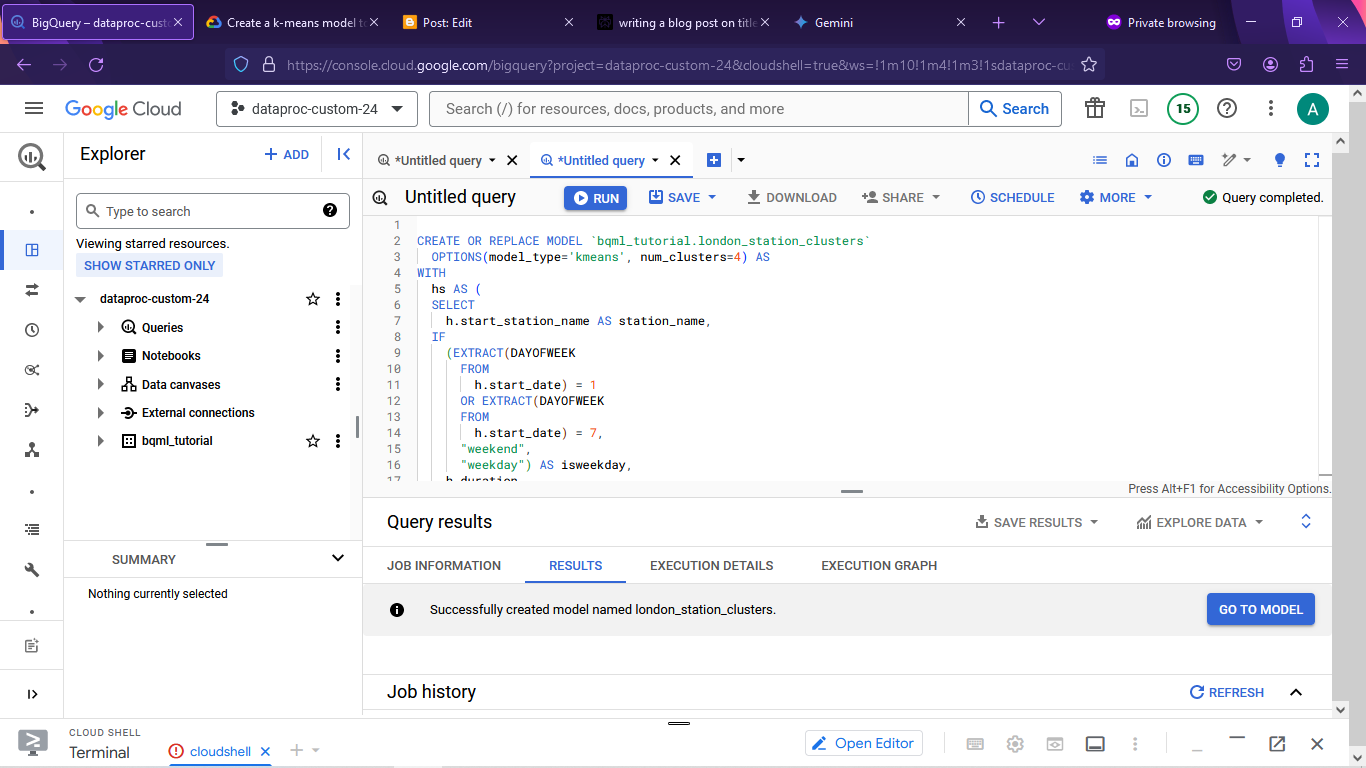 BigQuery – dataproc-cust
Create a k-means model t
Post: Edit
writing a blog post on title
Gemini
Private browsing
https://console.cloud.google.com/bigquery?project=dataproc-custom-24&cloudshell=true&ws=!1m10!1m4!1m3!1sdataproc-cu
Google Cloud
dataproc-custom-24
Search (/) for resources, docs, products, and more
Search
15
A
Explorer
+ ADD
*Untitled query
*Untitled query
Untitled query
RUN
SAVE
DOWNLOAD
SHARE
SCHEDULE
MORE
Query completed.
Type to search
Viewing starred resources.
SHOW STARRED ONLY
dataproc-custom-24
Queries
Notebooks
Data canvases
External connections
bqml_tutorial
SUMMARY
Nothing currently selected
1
2 CREATE OR REPLACE MODEL `bqml_tutorial.london_station_clusters`
3 OPTIONS(model_type='kmeans', num_clusters=4) AS
4 WITH
5 hs AS (
6 SELECT
7 h.start_station_name AS station_name,
8 IF
9 (EXTRACT(DAYOFWEEK
10 FROM
11 h.start_date) = 1
12 OR EXTRACT(DAYOFWEEK
13 FROM
14 h.start_date) = 7,
15 "weekend",
16 "weekday") AS isweekday,
17 h.duration
Press Alt+F1 for Accessibility Options.
Query results
SAVE RESULTS
EXPLORE DATA
JOB INFORMATION
RESULTS
EXECUTION DETAILS
EXECUTION GRAPH
Successfully created model named london_station_clusters.
GO TO MODEL
Job history
REFRESH
CLOUD SHELL
Terminal
cloudshell
Open Editor